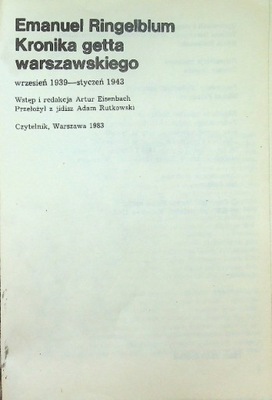 Emanuel Ringelblum
Kronika getta
warszawskiego
wrzesień 1939—styczeń 1943
Wstęp i redakcja Artur Eisenbach
Przełożył z jidisz Adam Rutkowski
Czytelnik, Warszawa 1983